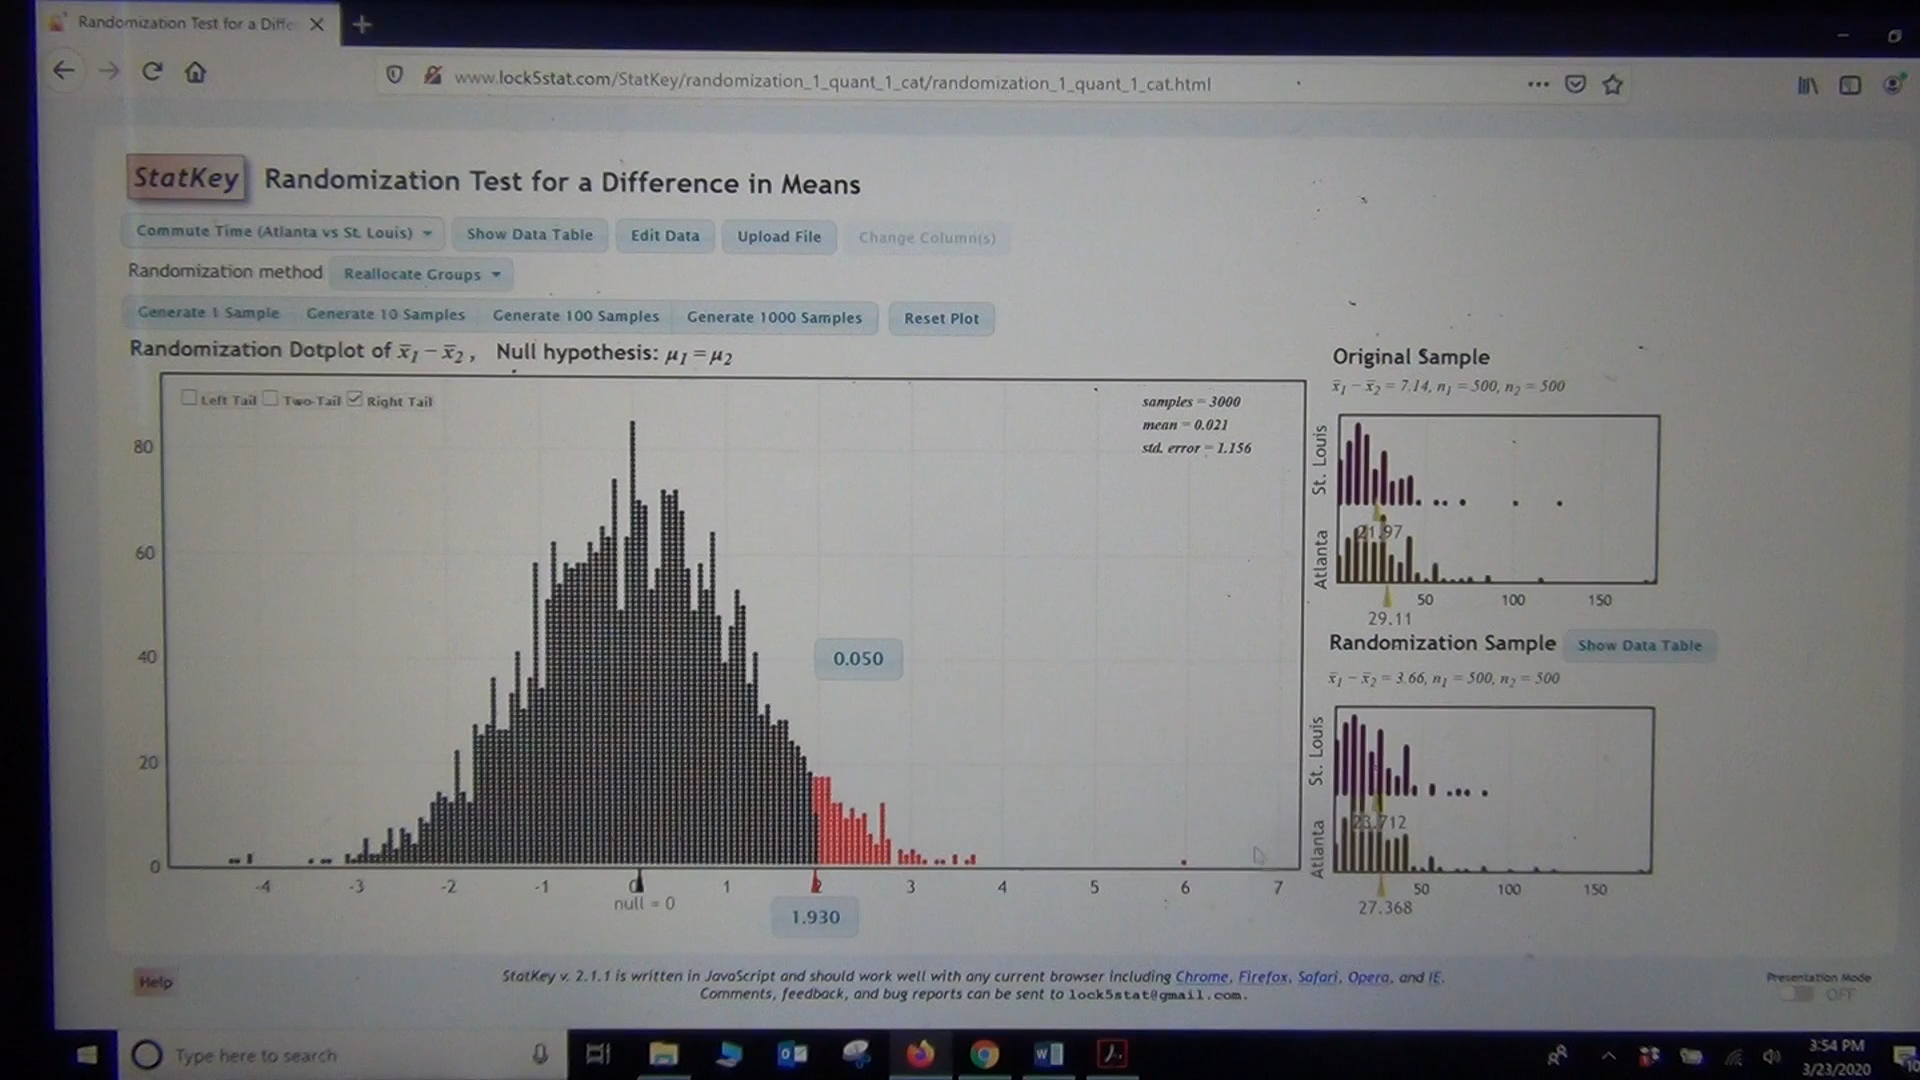 Randomization Test for a Diffe
www.lock5stat.com/StatKey/randomization_1_quant_1_cat/randomization_1_quant_1_cat.html
StatKey Randomization Test for a Difference in Means
Commute Time (Atlanta vs St. Louis) Show Data Table Edit Data Upload File Change Column(s)
Randomization method Reallocate Groups
Generate 1 Sample Generate 10 Samples Generate 100 Samples Generate 1000 Samples Reset Plot
Randomization Dotplot of x̄1 − x̄2 , Null hypothesis: μ1 = μ2
Left Tail Two-Tail Right Tail
samples = 3000
mean = 0.021
std. error = 1.156
80
60
40
20
0
0.050
-4 -3 -2 -1 0 1 2 3 4 5 6 7
null = 0
1.930
Original Sample
x̄1 − x̄2 = 7.14, n1 = 500, n2 = 500
St. Louis
21.97
Atlanta
50 100 150
29.11
Randomization Sample Show Data Table
x̄1 − x̄2 = 3.66, n1 = 500, n2 = 500
St. Louis
23.712
Atlanta
50 100 150
27.368
Help
StatKey v. 2.1.1 is written in JavaScript and should work well with any current browser including Chrome, Firefox, Safari, Opera, and IE.
Comments, feedback, and bug reports can be sent to lock5stat@gmail.com.
Presentation Mode
OFF
Type here to search
3:54 PM
3/23/2020
10